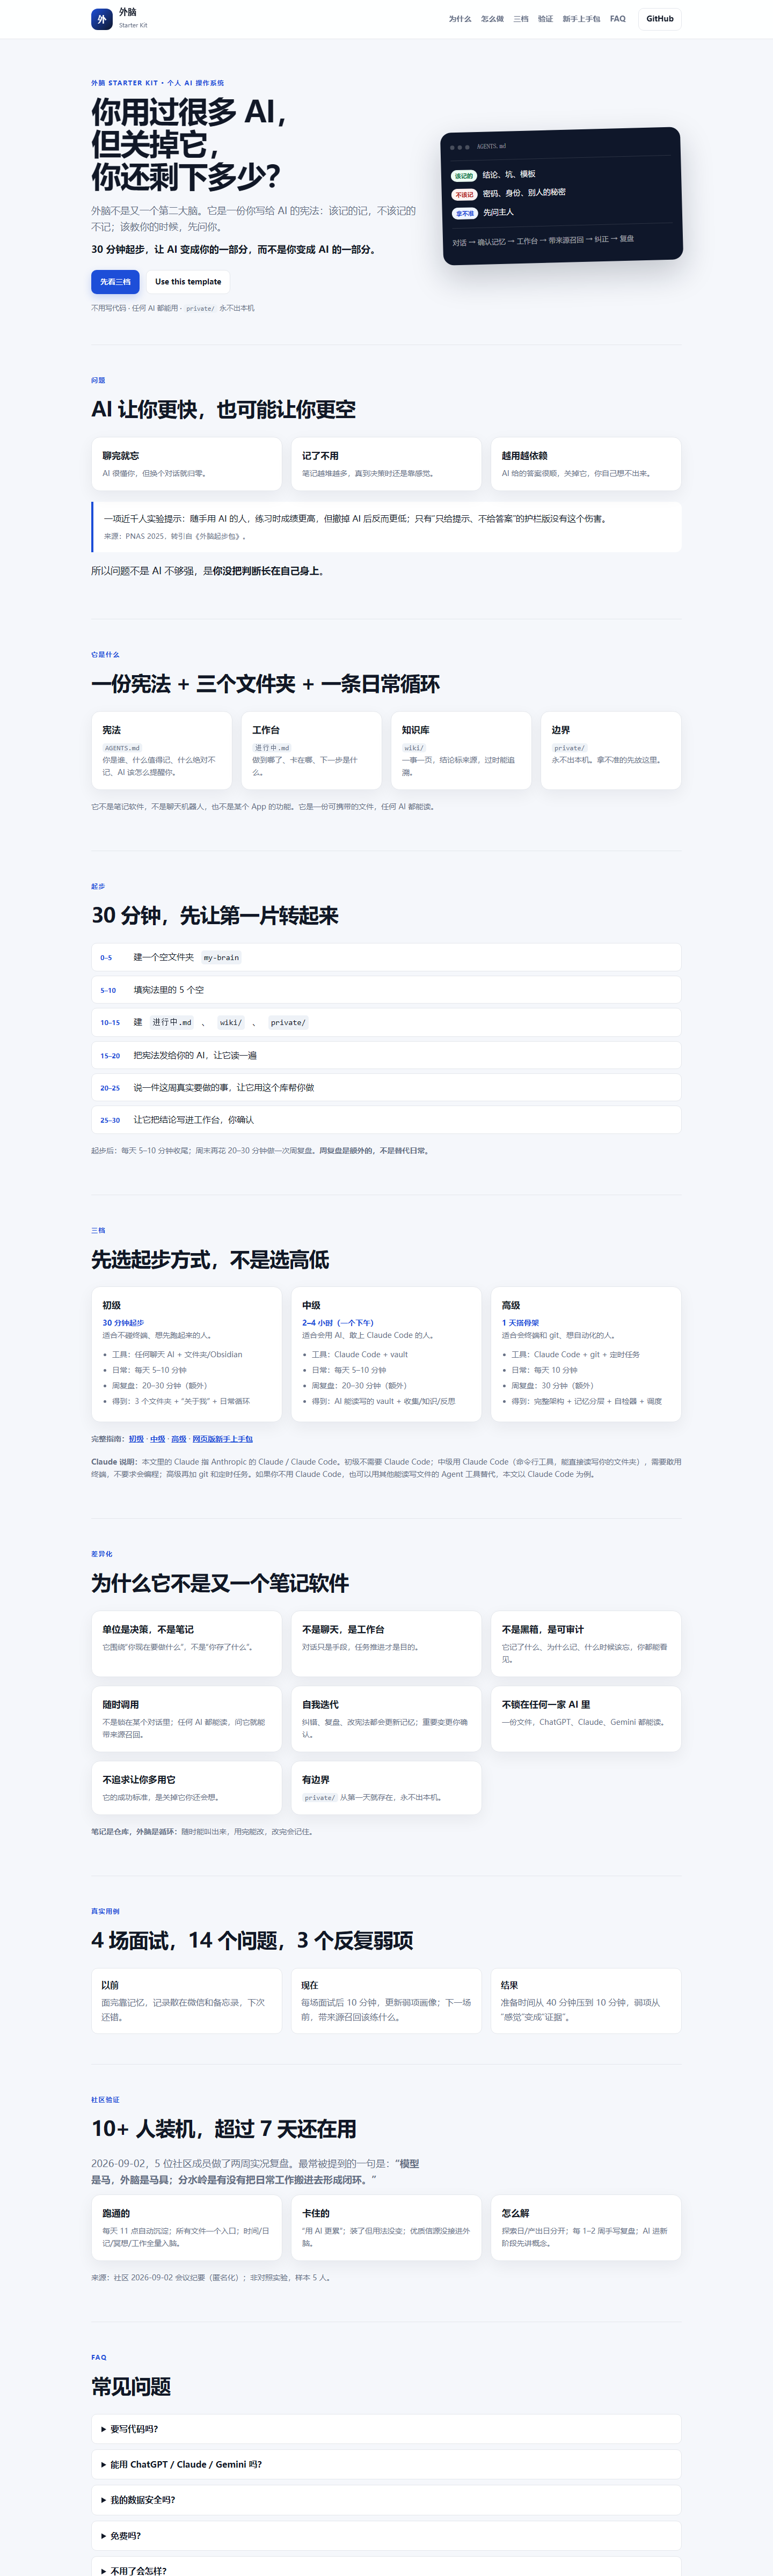 外
外脑
Starter Kit
为什么 怎么做 三档 验证 新手上手包 FAQ GitHub
外脑 STARTER KIT · 个人 AI 操作系统
你用过很多 AI，
但关掉它，
你还剩下多少？
外脑不是又一个第二大脑。它是一份你写给 AI 的宪法：该记的记，不该记的
不记；该教你的时候，先问你。
30 分钟起步，让 AI 变成你的一部分，而不是你变成 AI 的一部分。
先看三档 Use this template
不用写代码 · 任何 AI 都能用 · private/ 永不出本机
AGENTS.md
该记的 结论、坑、模板
不该记 密码、身份、别人的秘密
拿不准 先问主人
对话 → 确认记忆 → 工作台 → 带来源召回 → 纠正 → 复盘
问题
AI 让你更快，也可能让你更空
聊完就忘
AI 很懂你，但换个对话就归零。
记了不用
笔记越堆越多，真到决策时还是靠感觉。
越用越依赖
AI 给的答案很顺，关掉它，你自己想不出来。
一项近千人实验提示：随手用 AI 的人，练习时成绩更高，但撤掉 AI 后反而更低；只有“只给提示、不给答案”的护栏版没有这个伤害。
来源：PNAS 2025，转引自《外脑起步包》。
所以问题不是 AI 不够强，是你没把判断长在自己身上。
它是什么
一份宪法 + 三个文件夹 + 一条日常循环
宪法
AGENTS.md
你是谁、什么值得记、什么绝对不
记、AI 该怎么提醒你。
工作台
进行中.md
做到哪了、卡在哪、下一步是什
么。
知识库
wiki/
一事一页，结论标来源，过时能追
溯。
边界
private/
永不出本机。拿不准的先放这里。
它不是笔记软件，不是聊天机器人，也不是某个 App 的功能。它是一份可携带的文件，任何 AI 都能读。
起步
30 分钟，先让第一片转起来
0–5 建一个空文件夹 my-brain
5–10 填宪法里的 5 个空
10–15 建 进行中.md 、 wiki/ 、 private/
15–20 把宪法发给你的 AI，让它读一遍
20–25 说一件这周真实要做的事，让它用这个库帮你做
25–30 让它把结论写进工作台，你确认
起步后：每天 5–10 分钟收尾；周末再花 20–30 分钟做一次周复盘。周复盘是额外的，不是替代日常。
三档
先选起步方式，不是选高低
初级
30 分钟起步
适合不碰终端、想先跑起来的人。
• 工具：任何聊天 AI + 文件夹/Obsidian
• 日常：每天 5–10 分钟
• 周复盘：20–30 分钟（额外）
• 得到：3 个文件夹 + “关于我” + 日常循环
中级
2–4 小时（一个下午）
适合会用 AI、敢上 Claude Code 的人。
• 工具：Claude Code + vault
• 日常：每天 5–10 分钟
• 周复盘：20–30 分钟（额外）
• 得到：AI 能读写的 vault + 收集/知识/反思
高级
1 天搭骨架
适合会终端和 git、想自动化的人。
• 工具：Claude Code + git + 定时任务
• 日常：每天 10 分钟
• 周复盘：30 分钟（额外）
• 得到：完整架构 + 记忆分层 + 自检器 + 调度
完整指南：初级 · 中级 · 高级 · 网页版新手上手包
Claude 说明：本文里的 Claude 指 Anthropic 的 Claude / Claude Code。初级不需要 Claude Code；中级用 Claude Code（命令行工具，能直接读写你的文件夹），需要敢用
终端，不要求会编程；高级再加 git 和定时任务。如果你不用 Claude Code，也可以用其他能读写文件的 Agent 工具替代，本文以 Claude Code 为例。
差异化
为什么它不是又一个笔记软件
单位是决策，不是笔记
它围绕“你现在要做什么”，不是“你存了什么”。
不是聊天，是工作台
对话只是手段，任务推进才是目的。
不是黑箱，是可审计
它记了什么、为什么记、什么时候该忘，你都能看
见。
随时调用
不是锁在某个对话里；任何 AI 都能读，问它就能
带来源召回。
自我迭代
纠错、复盘、改宪法都会更新记忆；重要变更你确
认。
不锁在任何一家 AI 里
一份文件，ChatGPT、Claude、Gemini 都能读。
不追求让你多用它
它的成功标准，是关掉它你还会想。
有边界
private/ 从第一天就存在，永不出本机。
笔记是仓库，外脑是循环：随时能叫出来，用完能改，改完会记住。
真实用例
4 场面试，14 个问题，3 个反复弱项
以前
面完靠记忆，记录散在微信和备忘录，下次
还错。
现在
每场面试后 10 分钟，更新弱项画像；下一场
前，带来源召回该练什么。
结果
准备时间从 40 分钟压到 10 分钟，弱项从
“感觉”变成“证据”。
社区验证
10+ 人装机，超过 7 天还在用
2026-09-02，5 位社区成员做了两周实况复盘。最常被提到的一句是：“模型
是马，外脑是马具；分水岭是有没有把日常工作搬进去形成闭环。”
跑通的
每天 11 点自动沉淀；所有文件一个入口；时间/日
记/冥想/工作全量入脑。
卡住的
“用 AI 更累”；装了但用法没变；优质信源没接进外
脑。
怎么解
探索日/产出日分开；每 1–2 周手写复盘；AI 进新
阶段先讲概念。
来源：社区 2026-09-02 会议纪要（匿名化）；非对照实验，样本 5 人。
FAQ
常见问题
▶ 要写代码吗？
▶ 能用 ChatGPT / Claude / Gemini 吗？
▶ 我的数据安全吗？
▶ 免费吗？
▶ 不用了会怎样？